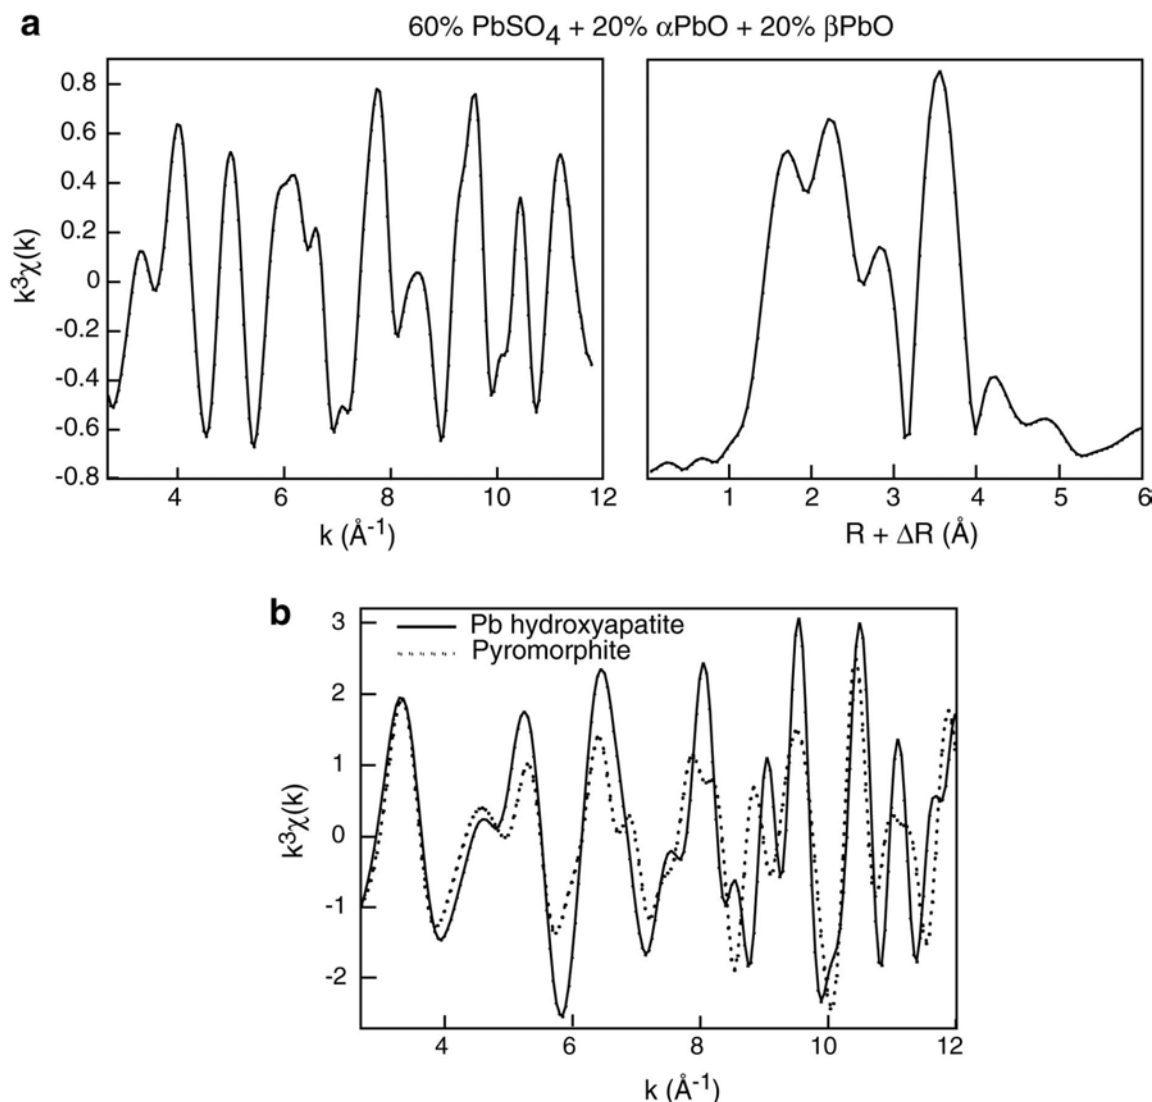 a
60% PbSO4 + 20% αPbO + 20% βPbO
0.8
0.6
0.4
0.2
0
-0.2
-0.4
-0.6
-0.8
k³χ(k)
4 6 8 10 12
k (Å⁻¹)
1 2 3 4 5 6
R + ΔR (Å)
b
Pb hydroxyapatite
Pyromorphite
3
2
1
0
-1
-2
k³χ(k)
4 6 8 10 12
k (Å⁻¹)